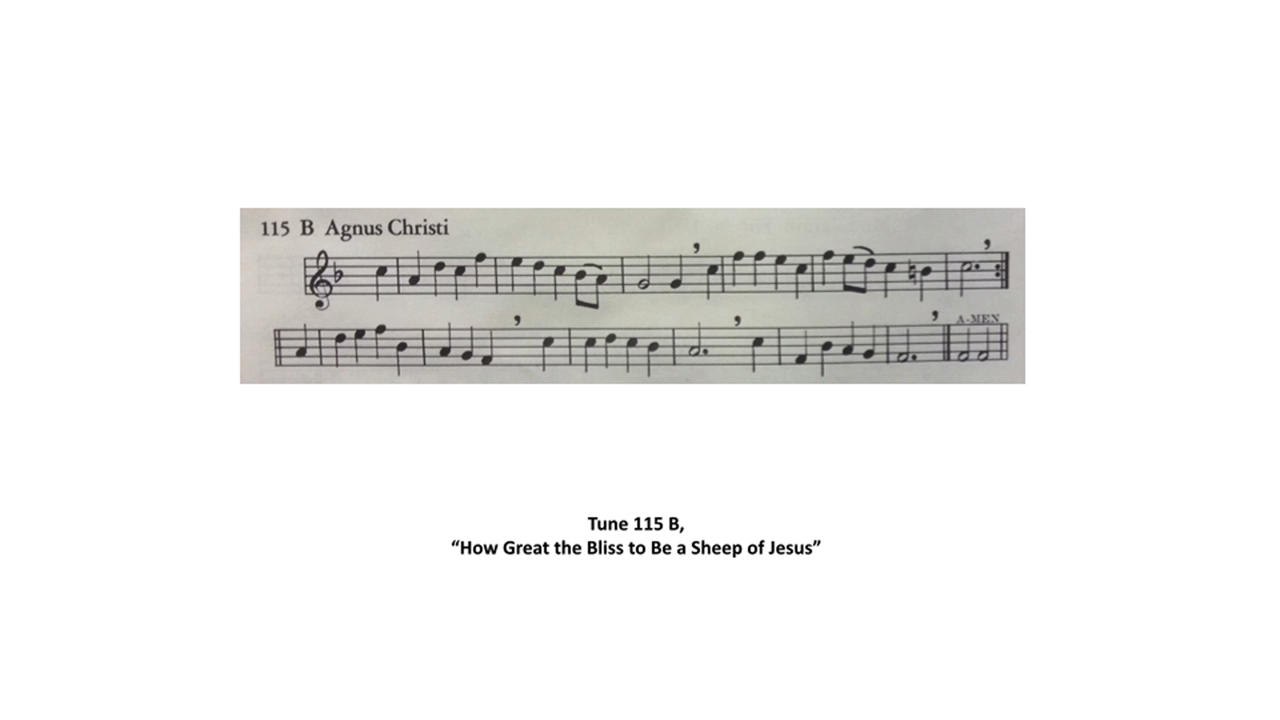 115 B Agnus Christi
A-MEN
Tune 115 B,
“How Great the Bliss to Be a Sheep of Jesus”